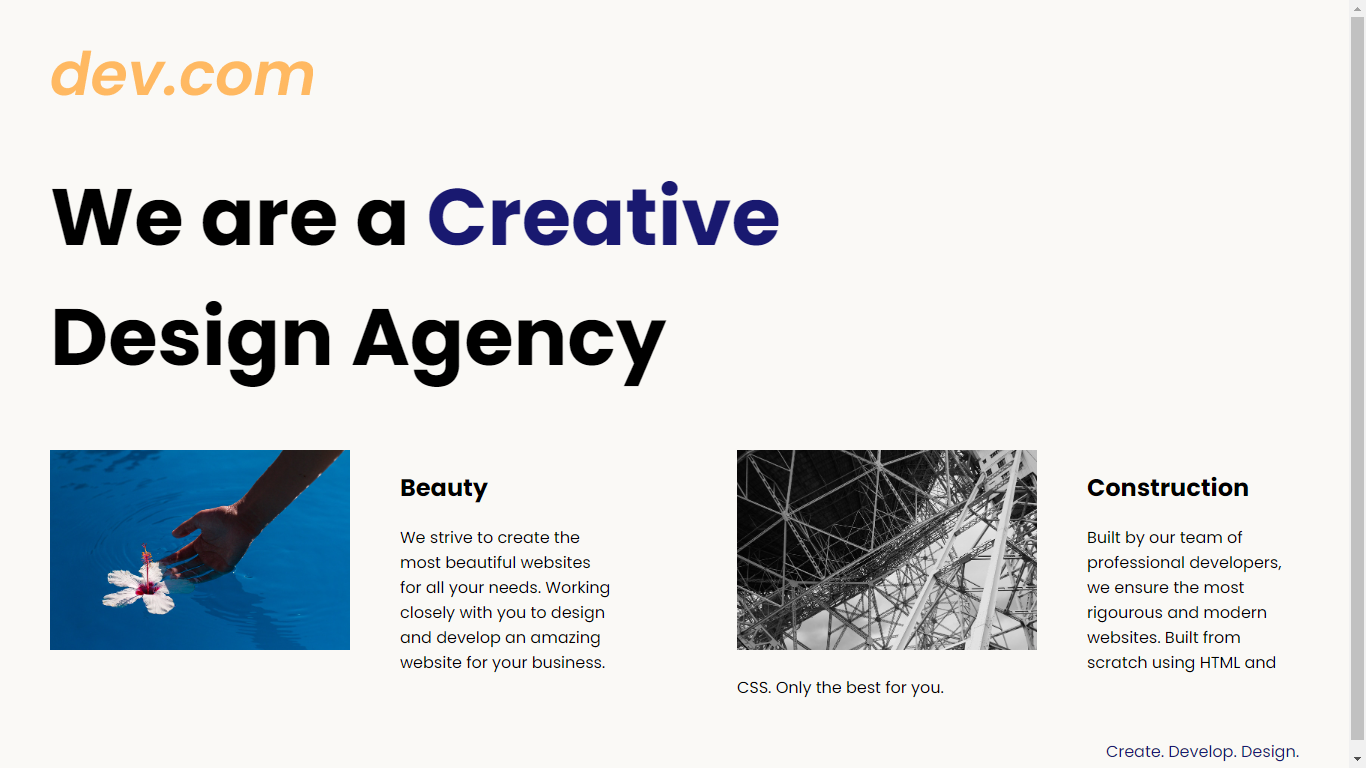 dev.com
We are a Creative
Design Agency
Beauty
We strive to create the
most beautiful websites
for all your needs. Working
closely with you to design
and develop an amazing
website for your business.
Construction
Built by our team of
professional developers,
we ensure the most
rigourous and modern
websites. Built from
scratch using HTML and
CSS. Only the best for you.
Create. Develop. Design.